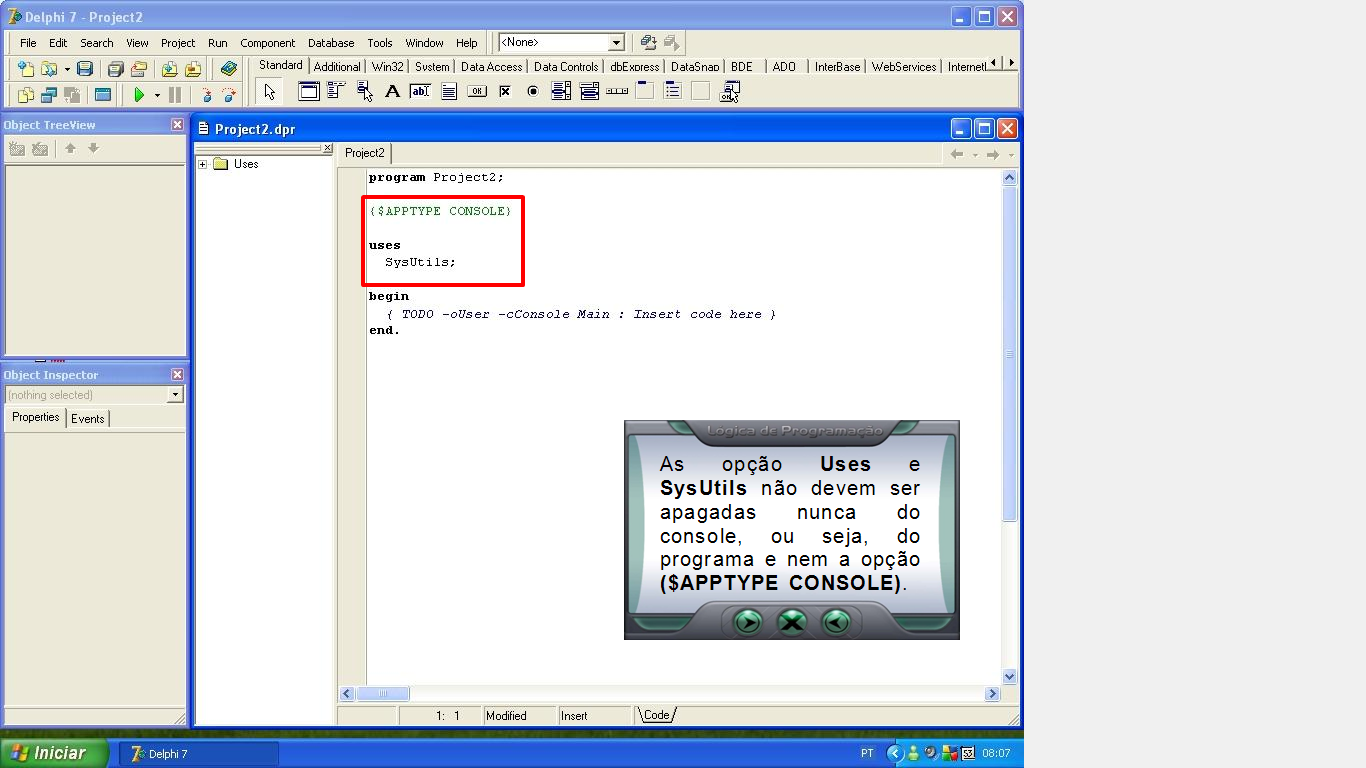 Delphi 7 - Project2
File Edit Search View Project Run Component Database Tools Window Help <None>
Standard Additional Win32 System Data Access Data Controls dbExpress DataSnap BDE ADO InterBase WebServices InternetE
Object TreeView
Project2.dpr
Uses
Project2
program Project2;
{$APPTYPE CONSOLE}
uses
SysUtils;
begin
{ TODO -oUser -cConsole Main : Insert code here }
end.
Object Inspector
(nothing selected)
Properties Events
Lógica de Programação
As opção Uses e
SysUtils não devem ser
apagadas nunca do
console, ou seja, do
programa e nem a opção
($APPTYPE CONSOLE).
1: 1 Modified Insert Code
Iniciar Delphi 7 PT 08:07